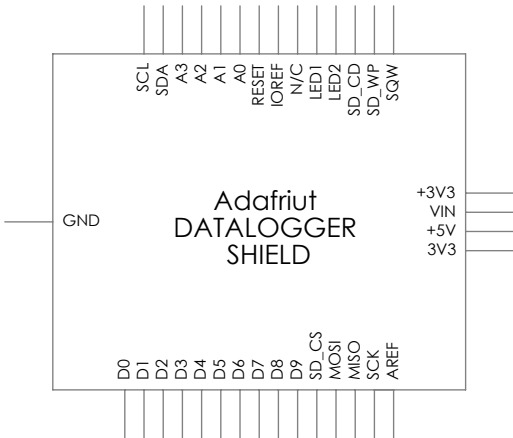 SCL
SDA
A3
A2
A1
A0
RESET
IOREF
N/C
LED1
LED2
SD_CD
SD_WP
SQW
+3V3
VIN
+5V
3V3
GND
Adafriut
DATALOGGER
SHIELD
D0
D1
D2
D3
D4
D5
D6
D7
D8
D9
SD_CS
MOSI
MISO
SCK
AREF